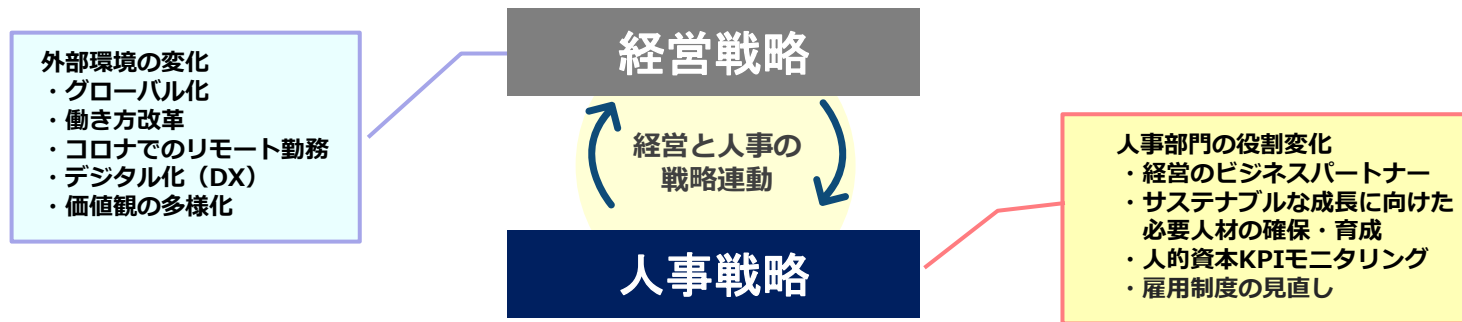 経営戦略
外部環境の変化
・グローバル化
・働き方改革
・コロナでのリモート勤務
・デジタル化（DX）
・価値観の多様化
経営と人事の
戦略連動
人事部門の役割変化
・経営のビジネスパートナー
・サステナブルな成長に向けた
必要人材の確保・育成
・人的資本KPIモニタリング
・雇用制度の見直し
人事戦略